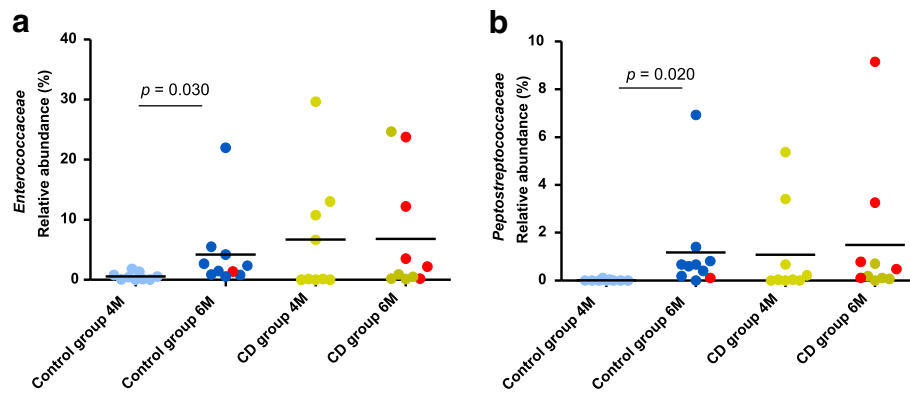 a
Enterococcaceae
Relative abundance (%)
40
30
20
10
0
p = 0.030
Control group 4M
Control group 6M
CD group 4M
CD group 6M
b
Peptostreptococcaceae
Relative abundance (%)
10
8
6
4
2
0
p = 0.020
Control group 4M
Control group 6M
CD group 4M
CD group 6M